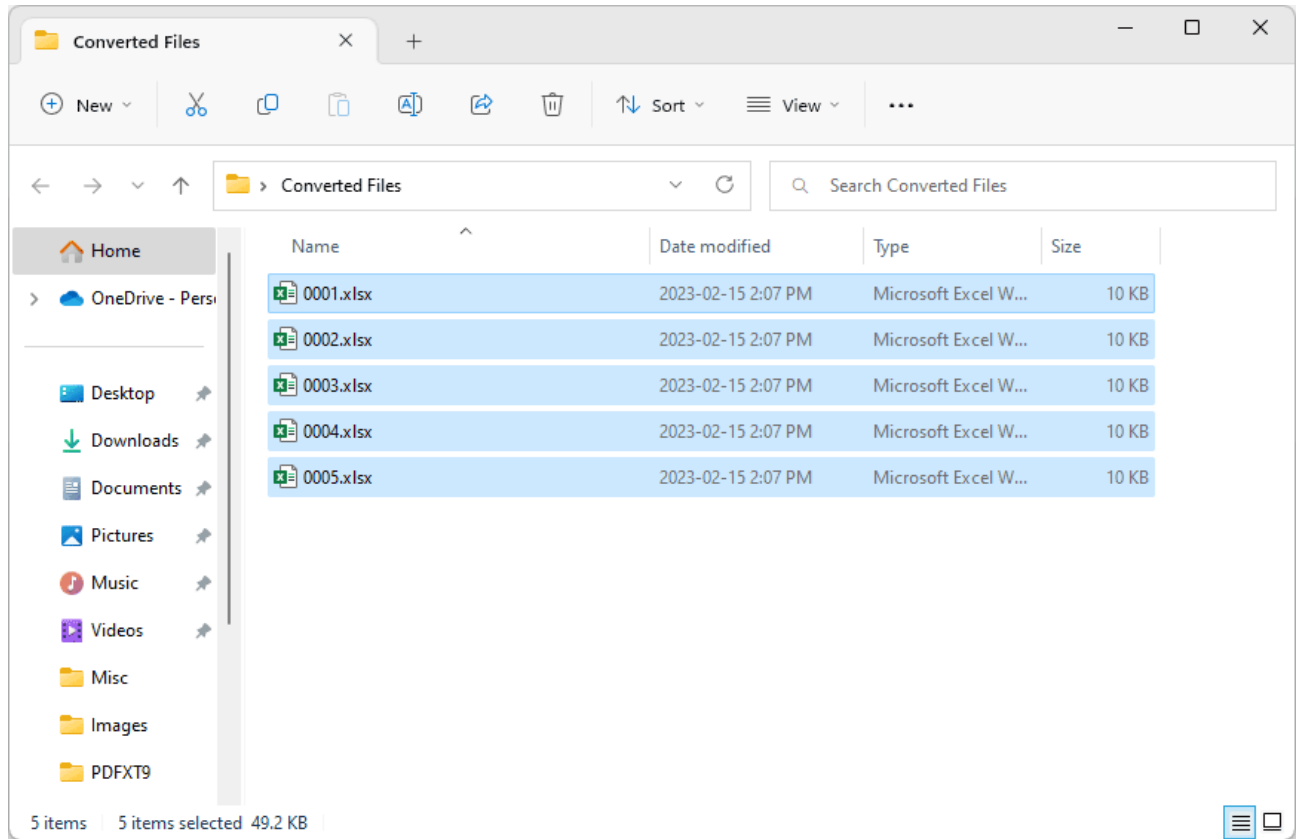 Converted Files
New
Sort
View
Converted Files
Search Converted Files
Name Date modified Type Size
Home
OneDrive - Pers
0001.xlsx 2023-02-15 2:07 PM Microsoft Excel W... 10 KB
0002.xlsx 2023-02-15 2:07 PM Microsoft Excel W... 10 KB
0003.xlsx 2023-02-15 2:07 PM Microsoft Excel W... 10 KB
0004.xlsx 2023-02-15 2:07 PM Microsoft Excel W... 10 KB
0005.xlsx 2023-02-15 2:07 PM Microsoft Excel W... 10 KB
Desktop
Downloads
Documents
Pictures
Music
Videos
Misc
Images
PDFXT9
5 items 5 items selected 49.2 KB